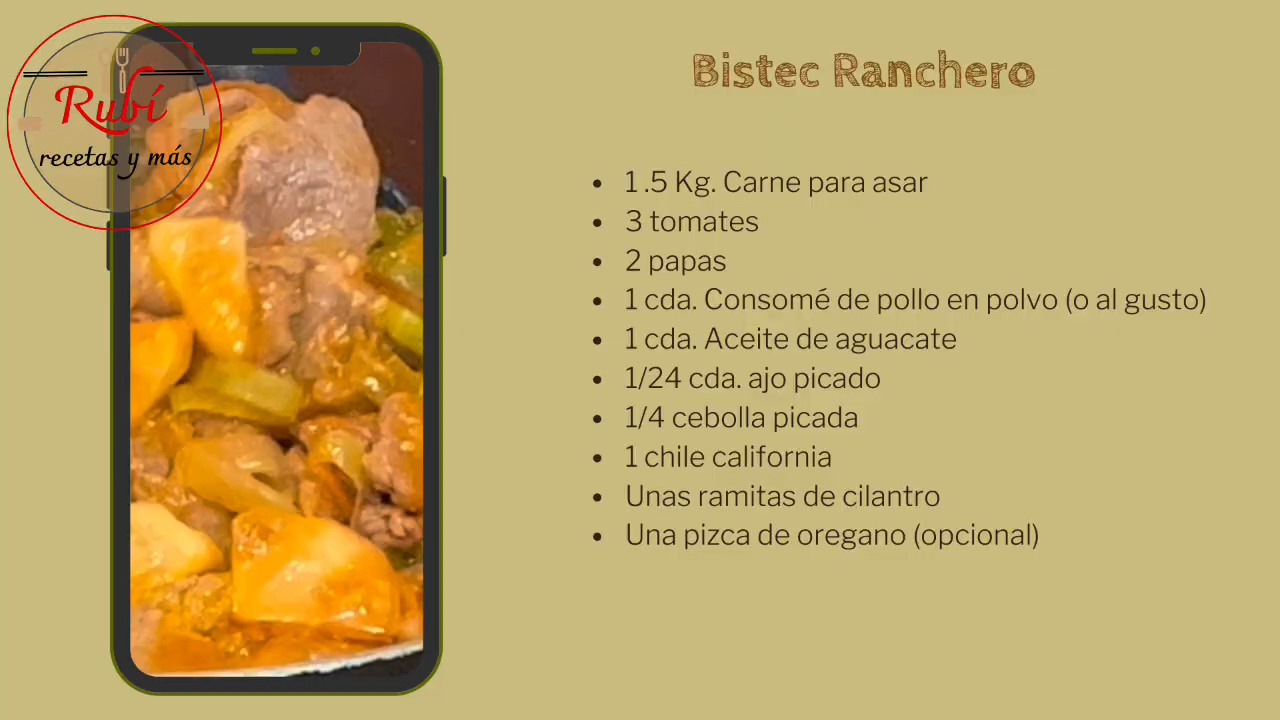 Rubí
recetas y más
Bistec Ranchero
• 1 .5 Kg. Carne para asar
• 3 tomates
• 2 papas
• 1 cda. Consomé de pollo en polvo (o al gusto)
• 1 cda. Aceite de aguacate
• 1/24 cda. ajo picado
• 1/4 cebolla picada
• 1 chile california
• Unas ramitas de cilantro
• Una pizca de oregano (opcional)